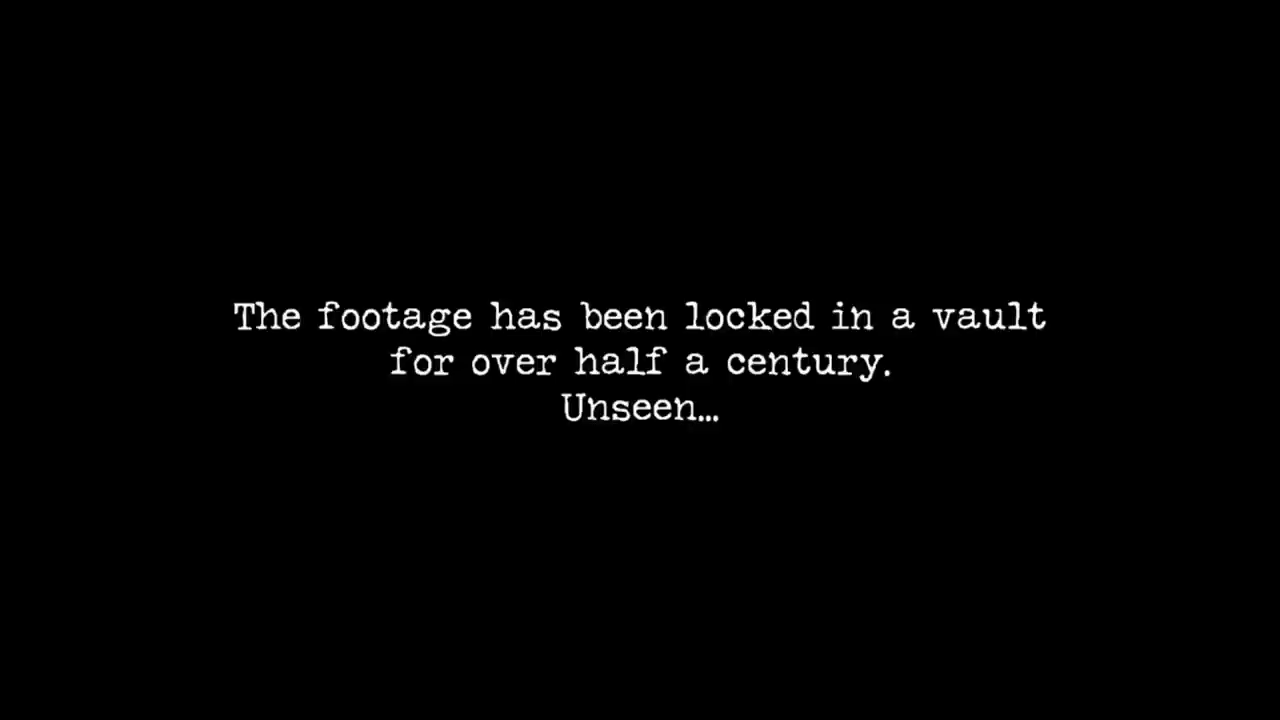 The footage has been locked in a vault
for over half a century.
Unseen…